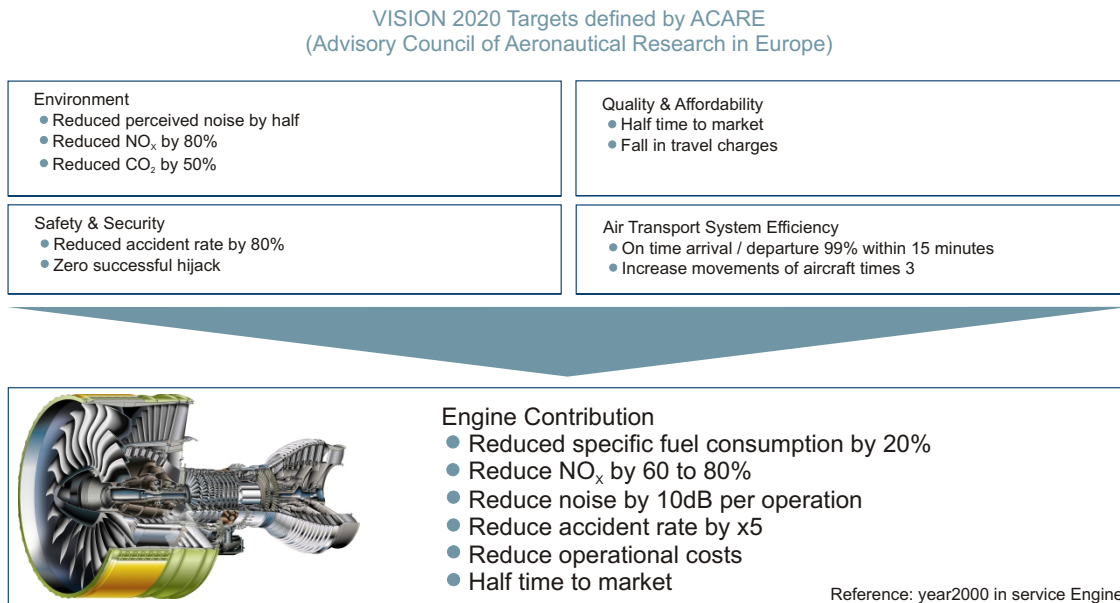 VISION 2020 Targets defined by ACARE
(Advisory Council of Aeronautical Research in Europe)
Environment
Reduced perceived noise by half
Reduced NOₓ by 80%
Reduced CO₂ by 50%
Quality & Affordability
Half time to market
Fall in travel charges
Safety & Security
Reduced accident rate by 80%
Zero successful hijack
Air Transport System Efficiency
On time arrival / departure 99% within 15 minutes
Increase movements of aircraft times 3
Engine Contribution
Reduced specific fuel consumption by 20%
Reduce NOₓ by 60 to 80%
Reduce noise by 10dB per operation
Reduce accident rate by x5
Reduce operational costs
Half time to market
Reference: year2000 in service Engine